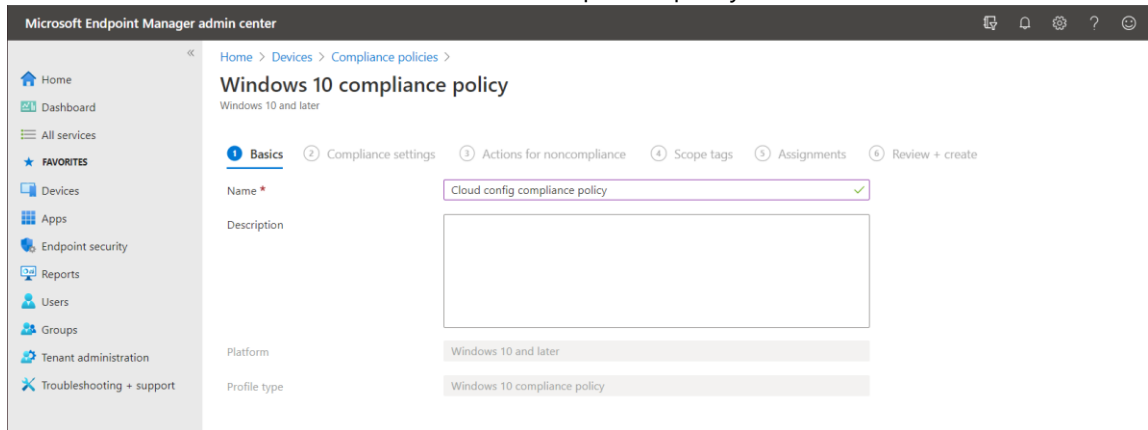 Microsoft Endpoint Manager admin center
?
«
Home
Dashboard
All services
FAVORITES
Devices
Apps
Endpoint security
Reports
Users
Groups
Tenant administration
Troubleshooting + support
Home > Devices > Compliance policies >
Windows 10 compliance policy
Windows 10 and later
1 Basics 2 Compliance settings 3 Actions for noncompliance 4 Scope tags 5 Assignments 6 Review + create
Name * Cloud config compliance policy
Description
Platform Windows 10 and later
Profile type Windows 10 compliance policy